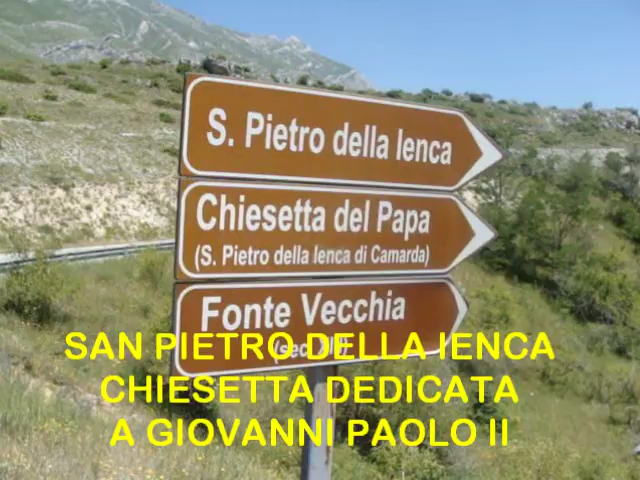 S. Pietro della Ienca
Chiesetta del Papa
(S. Pietro della Ienca di Camarda)
Fonte Vecchia
SAN PIETRO DELLA IENCA
CHIESETTA DEDICATA
A GIOVANNI PAOLO II